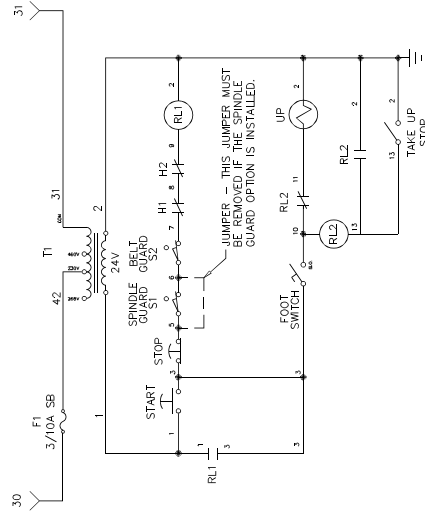 30
31
F1
3/10A SB
42
T1
31
208V
230V
460V
COM
1
24V
2
START
STOP
SPINDLE
GUARD
S1
BELT
GUARD
S2
H1
H2
1
3
5
6
7
8
9
RL1
2
JUMPER – THIS JUMPER MUST
BE REMOVED IF THE SPINDLE
GUARD OPTION IS INSTALLED.
RL1
1
3
3
3
FOOT
SWITCH
N.O.
10
RL2
11
UP
2
RL2
13
RL2
2
13
2
TAKE UP
STOP